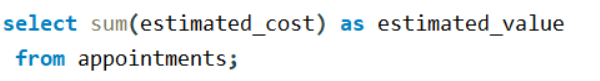 select sum(estimated_cost) as estimated_value
from appointments;